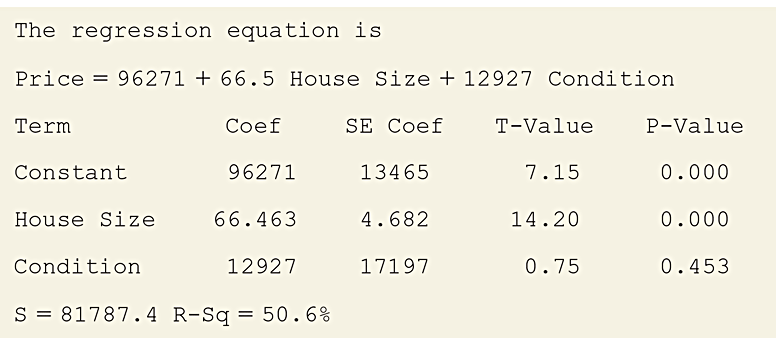 The regression equation is
Price = 96271 + 66.5 House Size + 12927 Condition
Term Coef SE Coef T-Value P-Value
Constant 96271 13465 7.15 0.000
House Size 66.463 4.682 14.20 0.000
Condition 12927 17197 0.75 0.453
S = 81787.4 R-Sq = 50.6%